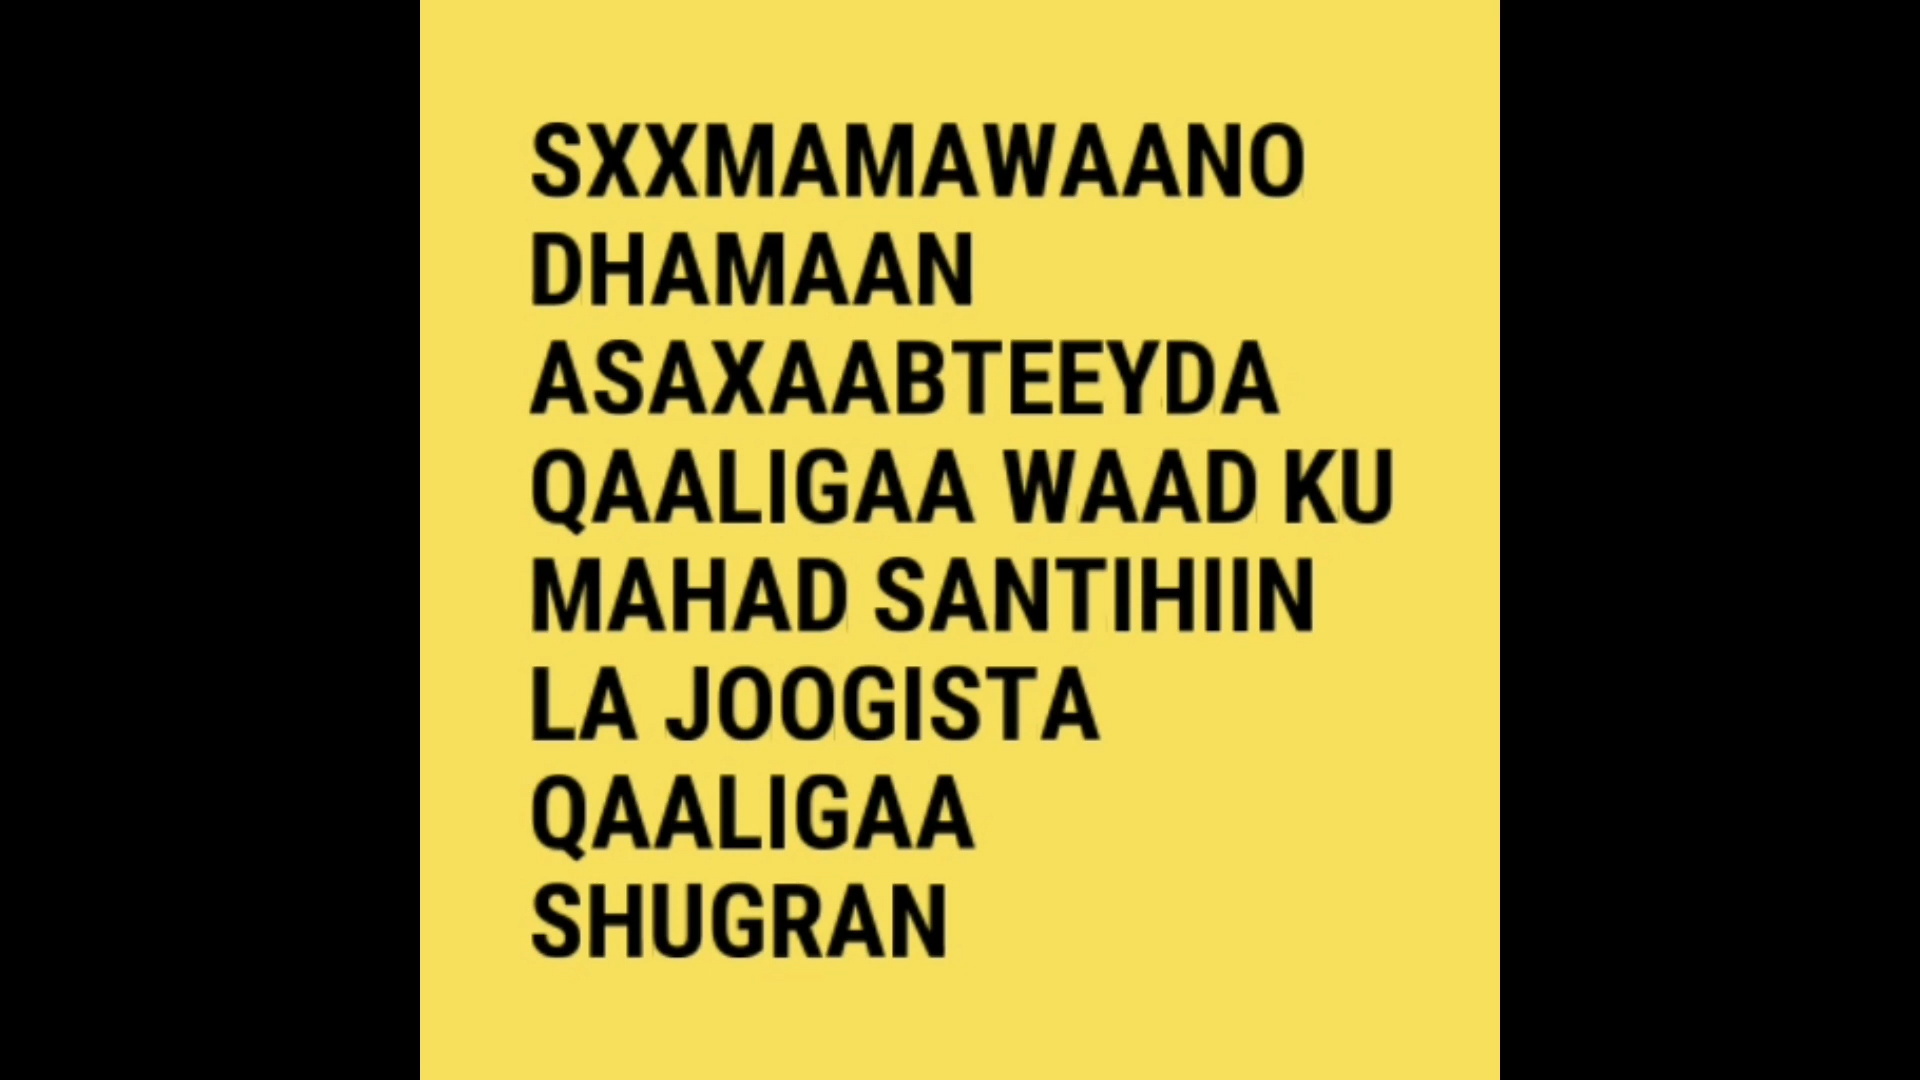 SXXMAMAWAANO
DHAMAAN
ASAXAABTEEYDA
QAALIGAA WAAD KU
MAHAD SANTIHIIN
LA JOOGISTA
QAALIGAA
SHUGRAN